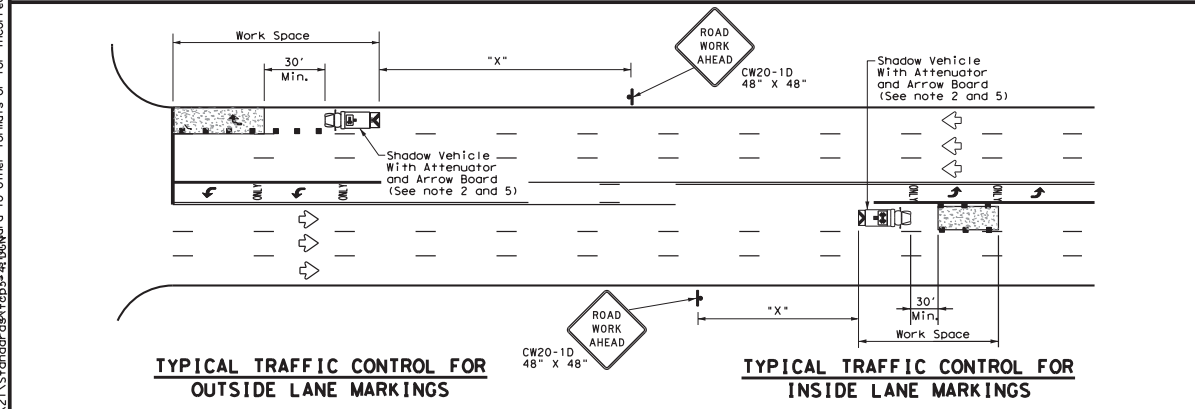 Work Space
30'
Min.
"X"
ROAD
WORK
AHEAD
CW20-1D
48" X 48"
Shadow Vehicle
With Attenuator
and Arrow Board
(See note 2 and 5)
Shadow Vehicle
With Attenuator
and Arrow Board
(See note 2 and 5)
ONLY
ONLY
ONLY
ONLY
30'
Min.
"X"
Work Space
ROAD
WORK
AHEAD
CW20-1D
48" X 48"
TYPICAL TRAFFIC CONTROL FOR
OUTSIDE LANE MARKINGS
TYPICAL TRAFFIC CONTROL FOR
INSIDE LANE MARKINGS